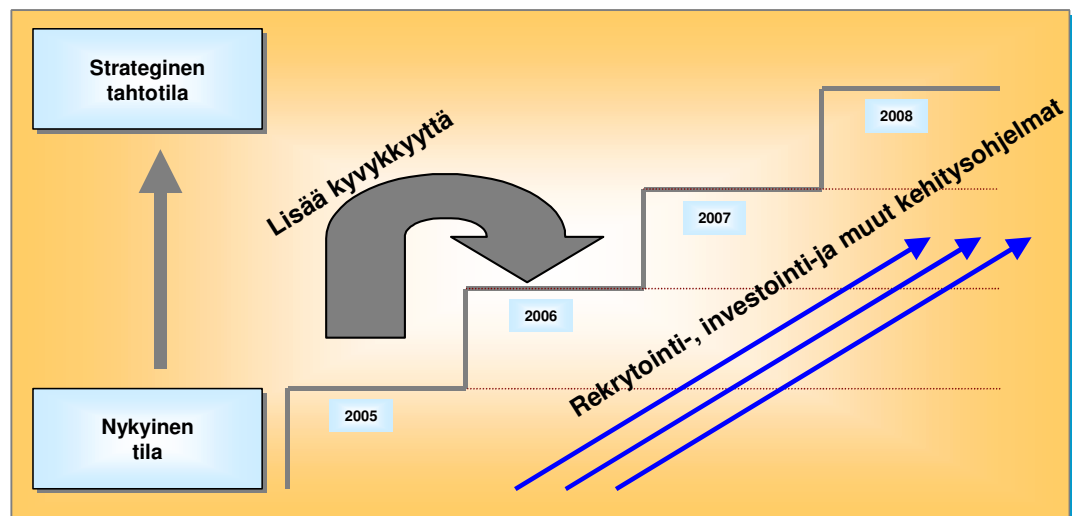 Strateginen
tahtotila
Lisää kyvykkyyttä
2008
2007
2006
2005
Rekrytointi-, investointi-ja muut kehitysohjelmat
Nykyinen
tila